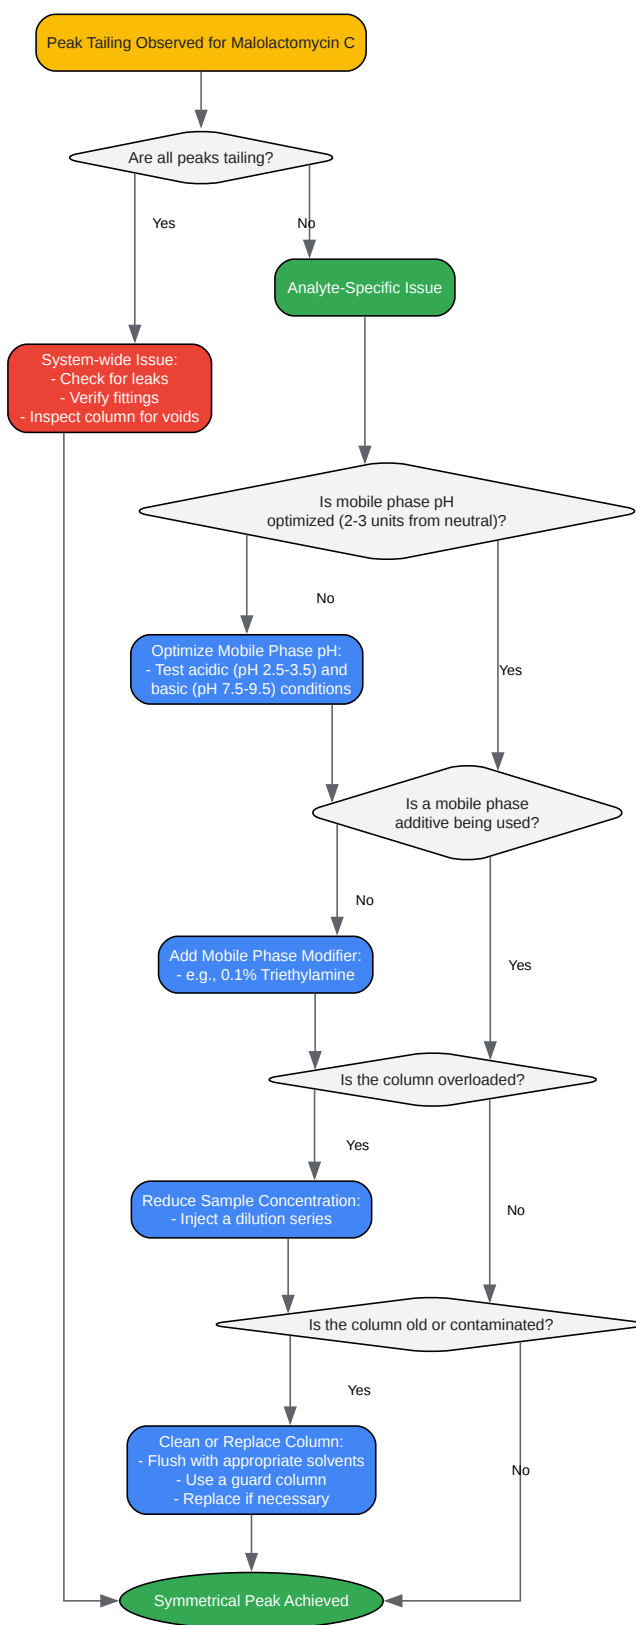 Peak Tailing Observed for Malolactomycin C
Are all peaks tailing?
Yes
No
Analyte-Specific Issue
System-wide Issue:
- Check for leaks
- Verify fittings
- Inspect column for voids
Is mobile phase pH
optimized (2-3 units from neutral)?
No
Optimize Mobile Phase pH:
- Test acidic (pH 2.5-3.5) and
basic (pH 7.5-9.5) conditions
Yes
Is a mobile phase
additive being used?
No
Add Mobile Phase Modifier:
- e.g., 0.1% Triethylamine
Yes
Is the column overloaded?
Yes
Reduce Sample Concentration:
- Inject a dilution series
No
Is the column old or contaminated?
Yes
Clean or Replace Column:
- Flush with appropriate solvents
- Use a guard column
- Replace if necessary
No
Symmetrical Peak Achieved